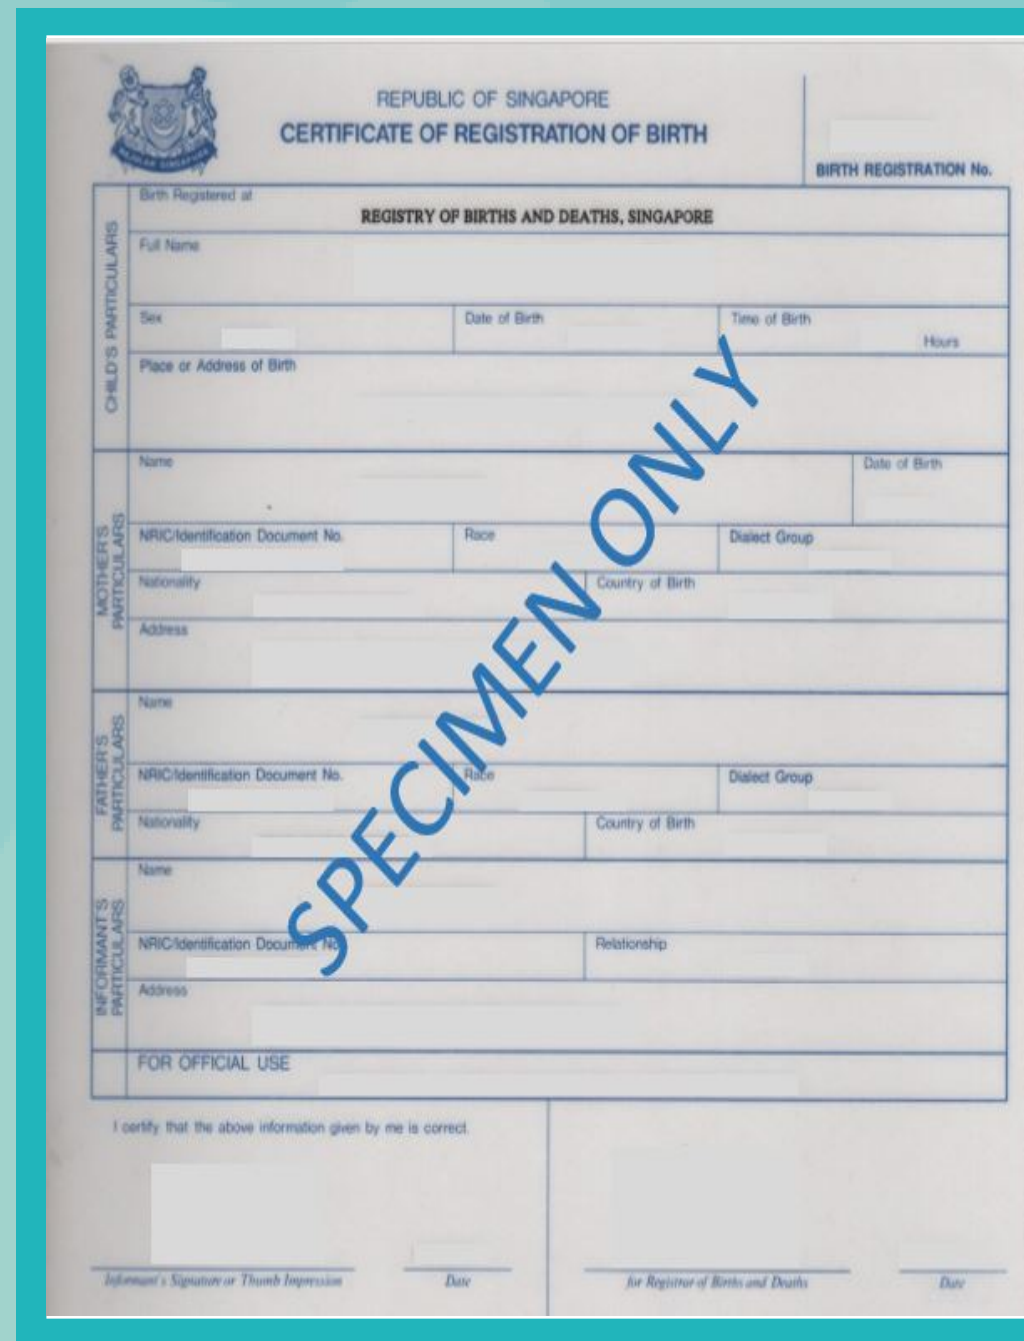 REPUBLIC OF SINGAPORE
CERTIFICATE OF REGISTRATION OF BIRTH
BIRTH REGISTRATION No.
CHILD'S PARTICULARS
Birth Registered at
REGISTRY OF BIRTHS AND DEATHS, SINGAPORE
Full Name
Sex
Date of Birth
Time of Birth
Hours
Place or Address of Birth
MOTHER'S
PARTICULARS
Name
Date of Birth
NRIC/Identification Document No.
Race
Dialect Group
Nationality
Country of Birth
Address
FATHER'S
PARTICULARS
Name
NRIC/Identification Document No.
Race
Dialect Group
Nationality
Country of Birth
INFORMANT'S
PARTICULARS
Name
NRIC/Identification Document No.
Relationship
Address
FOR OFFICIAL USE
SPECIMEN ONLY
I certify that the above information given by me is correct.
Informant's Signature or Thumb Impression
Date
for Registrar of Births and Deaths
Date